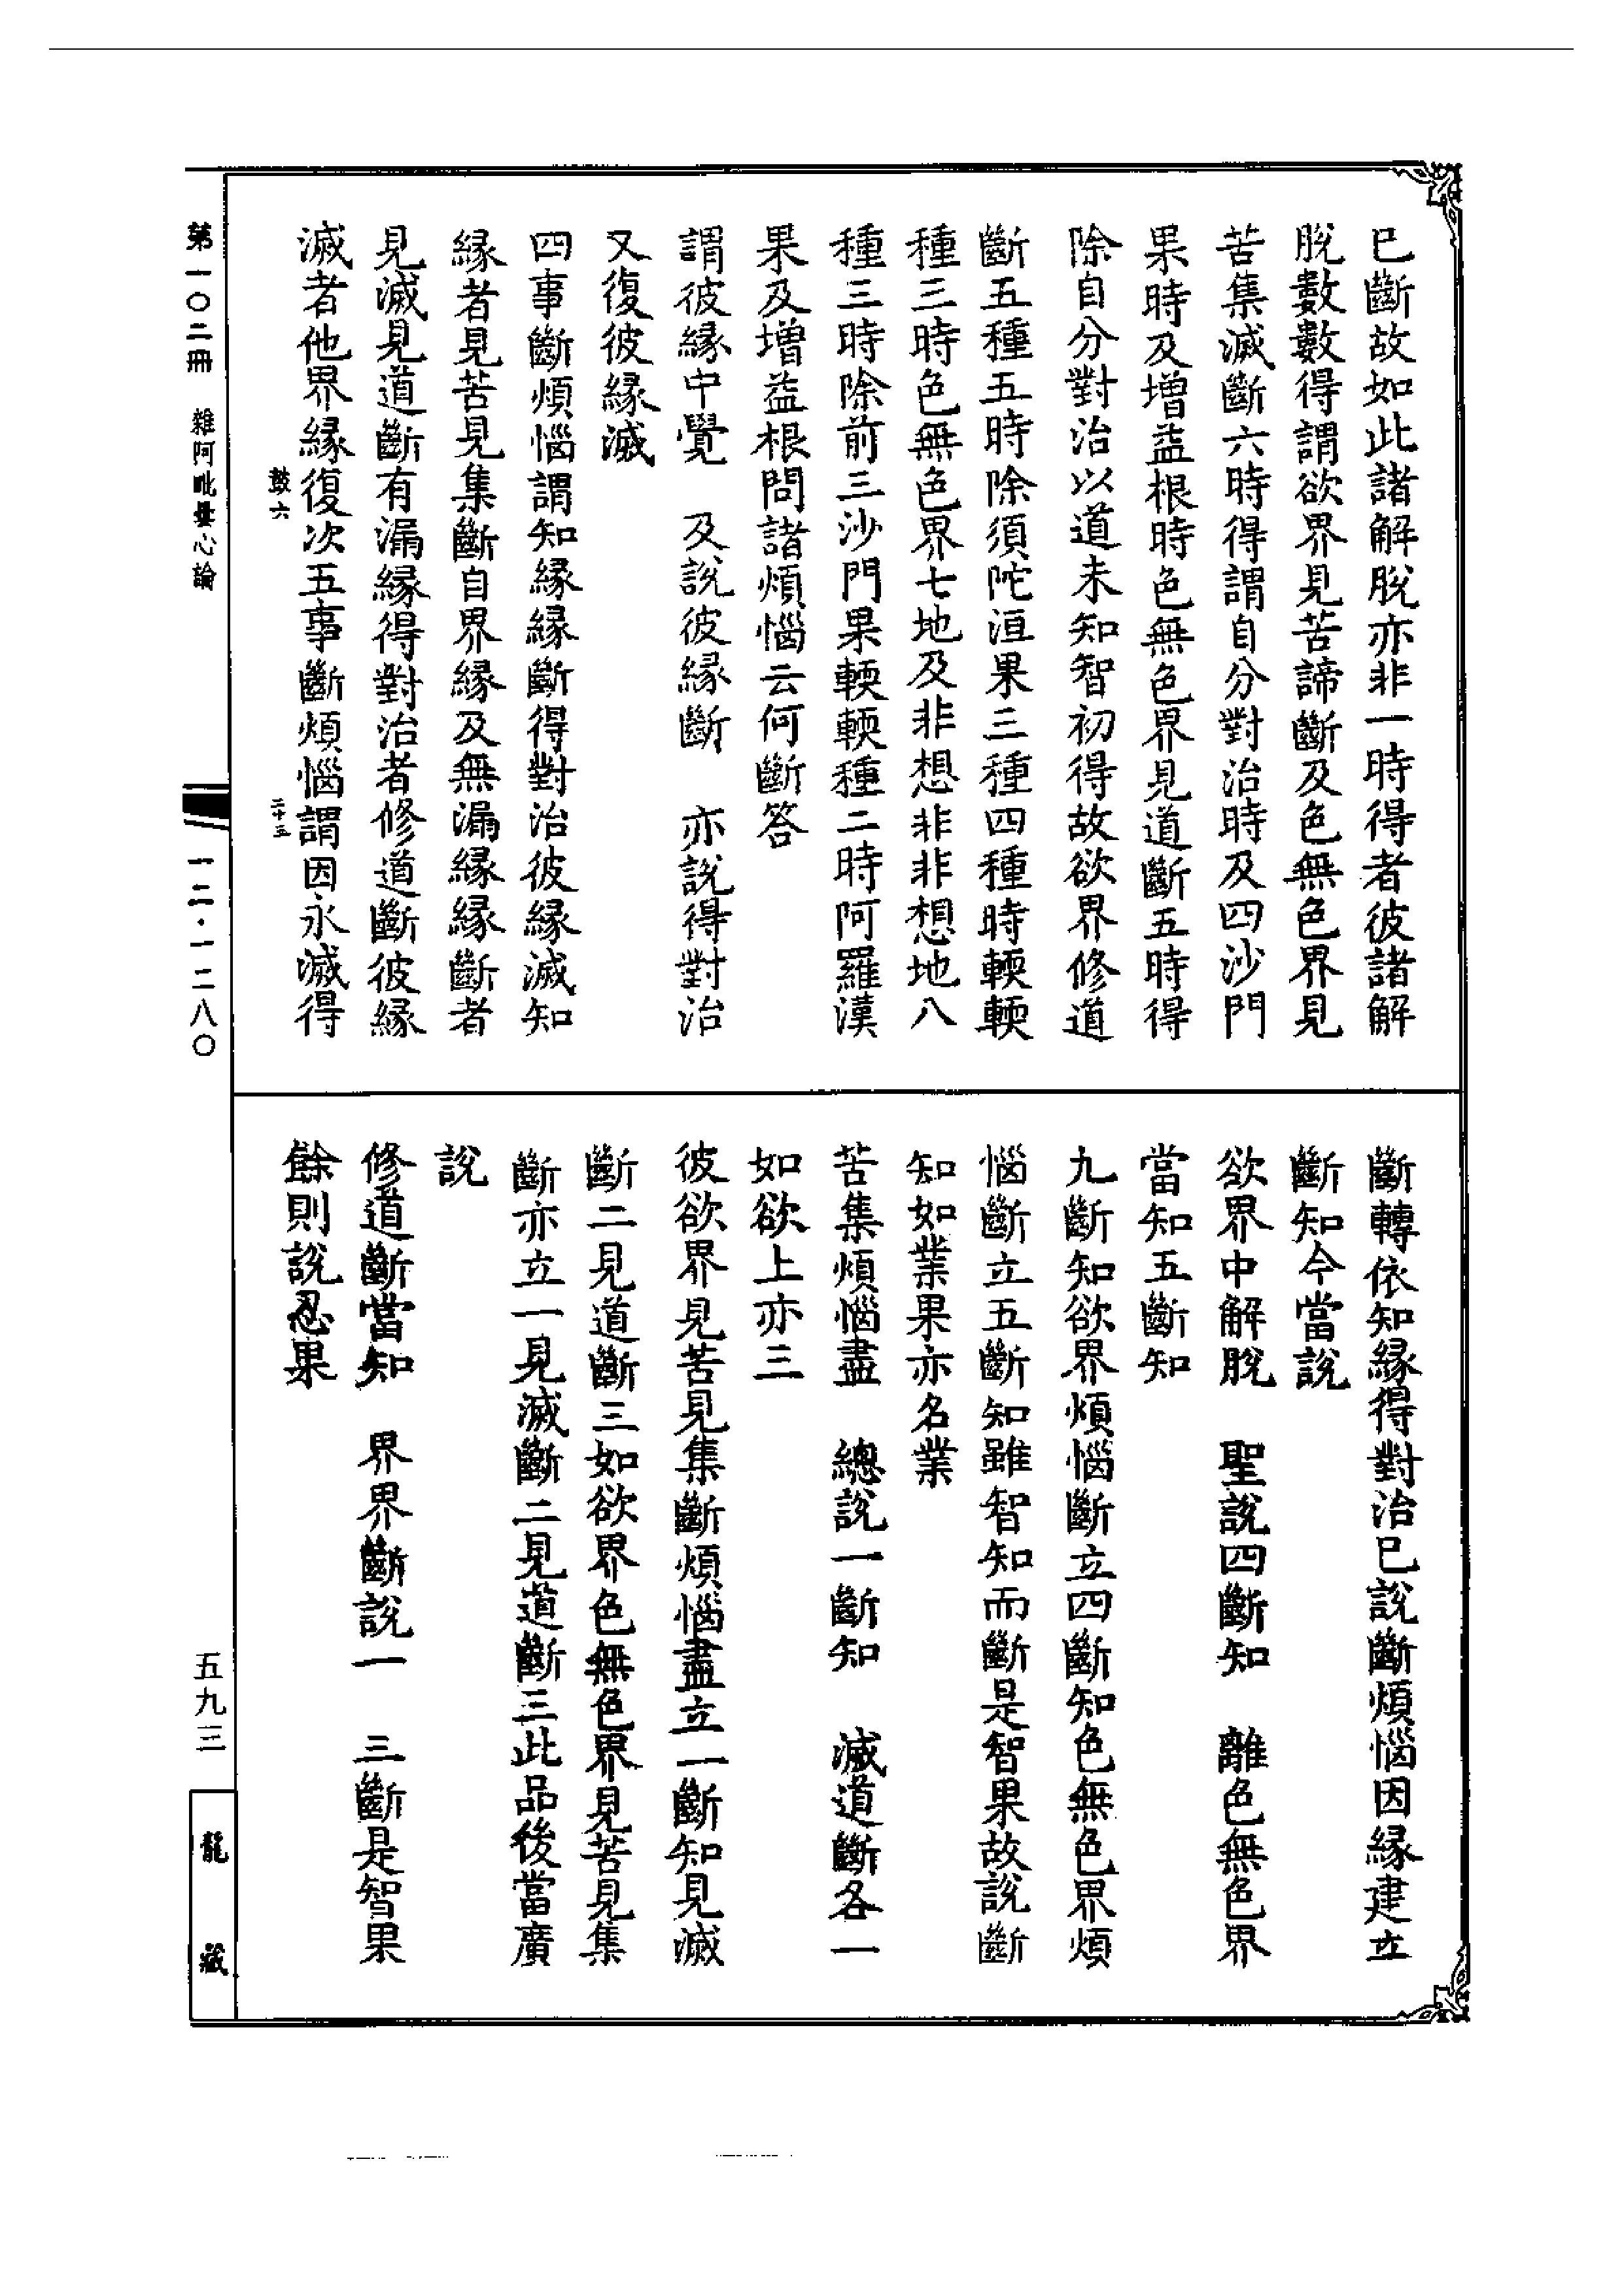 已斷故如此諸解脫亦非一時得者彼諸解
脫數數得謂欲界見苦諦斷及色無色界見
苦集滅斷六時得謂自分對治時及四沙門
果時及增益根時色無色界見道斷五時得
除自分對治以道未知智初得故欲界修道
斷五種五時除須陀洹果三種四種時輭輭
種三時色無色界七地及非想非非想地八
種三時除前三沙門果輭輭種二時阿羅漢
果及增益根問諸煩惱云何斷答
謂彼緣中覺　及說彼緣斷　亦說得對治
又復彼緣滅
四事斷煩惱謂知緣緣斷得對治彼緣滅知
緣者見苦見集斷自界緣及無漏緣緣斷者
見滅見道斷有漏緣得對治者修道斷彼緣
滅者他界緣復次五事斷煩惱謂因永滅得
鼓六　二十五
斷轉依知緣得對治已說斷煩惱因緣建立
斷知今當說
欲界中解脫　聖說四斷知　離色無色界
當知五斷知
九斷知欲界煩惱斷立四斷知色無色界煩
惱斷立五斷知雖智知而斷是智果故說斷
知如業果亦名業
苦集煩惱盡　總說一斷知　滅道斷各一
如欲上亦三
彼欲界見苦見集斷煩惱盡立一斷知見滅
斷二見道斷三如欲界色無色界見苦見集
斷亦立一見滅斷二見道斷三此品後當廣
說
修道斷當知　界界斷說一　三斷是智果
餘則說忍果
第一〇二冊　雜阿毗曇心論
一二·一二八〇
五九三
龍藏